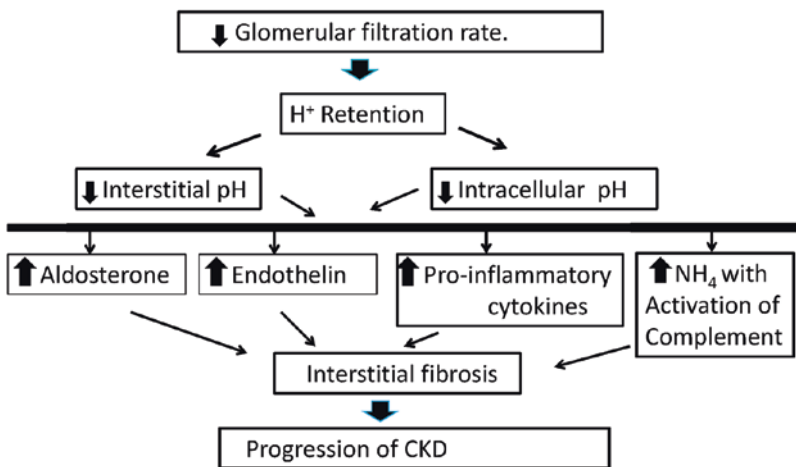 Glomerular filtration rate.
H⁺ Retention
Interstitial pH
Intracellular pH
Aldosterone
Endothelin
Pro-inflammatory
cytokines
NH₄ with
Activation of
Complement
Interstitial fibrosis
Progression of CKD